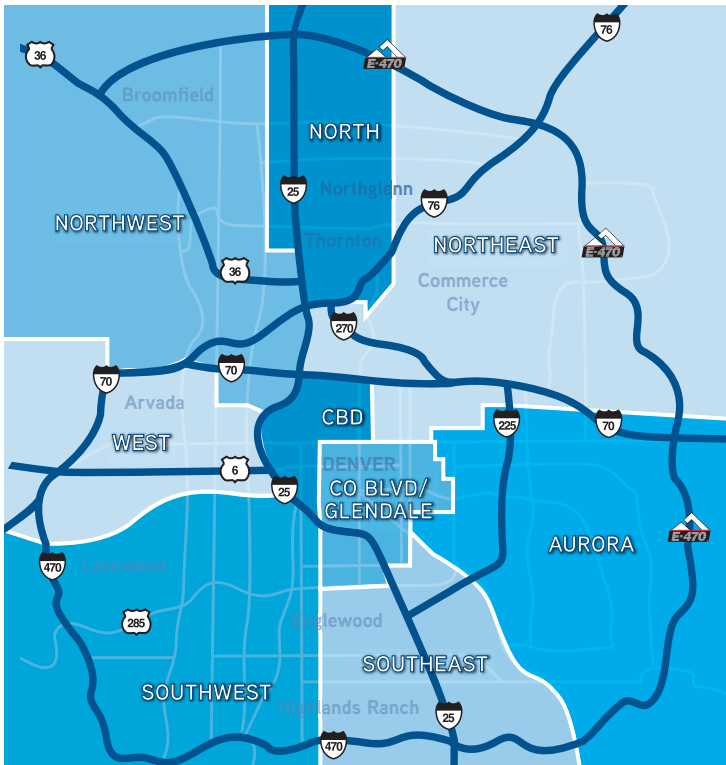 76
36
E-470
Broomfield
NORTH
25
Northglenn
76
NORTHWEST
Thornton
NORTHEAST
E-470
36
Commerce
City
270
70
70
Arvada
CBD
225
70
WEST
DENVER
6
CO BLVD/
GLENDALE
25
E-470
AURORA
470
Lakewood
285
Englewood
SOUTHEAST
SOUTHWEST
Highlands Ranch
25
470